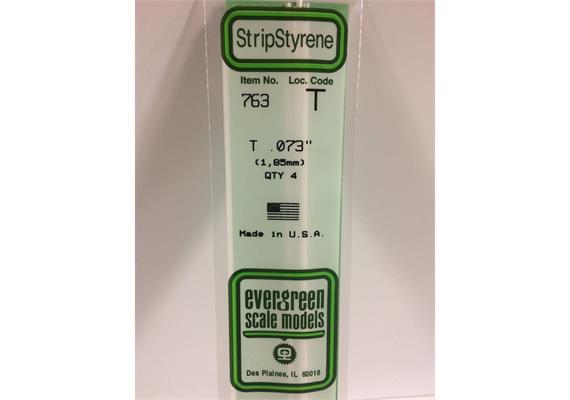 StripStyrene
Item No. Loc. Code
763 T
T .073"
(1,85mm)
QTY 4
Made in U.S.A.
evergreen
scale models
Des Plaines, IL 60018